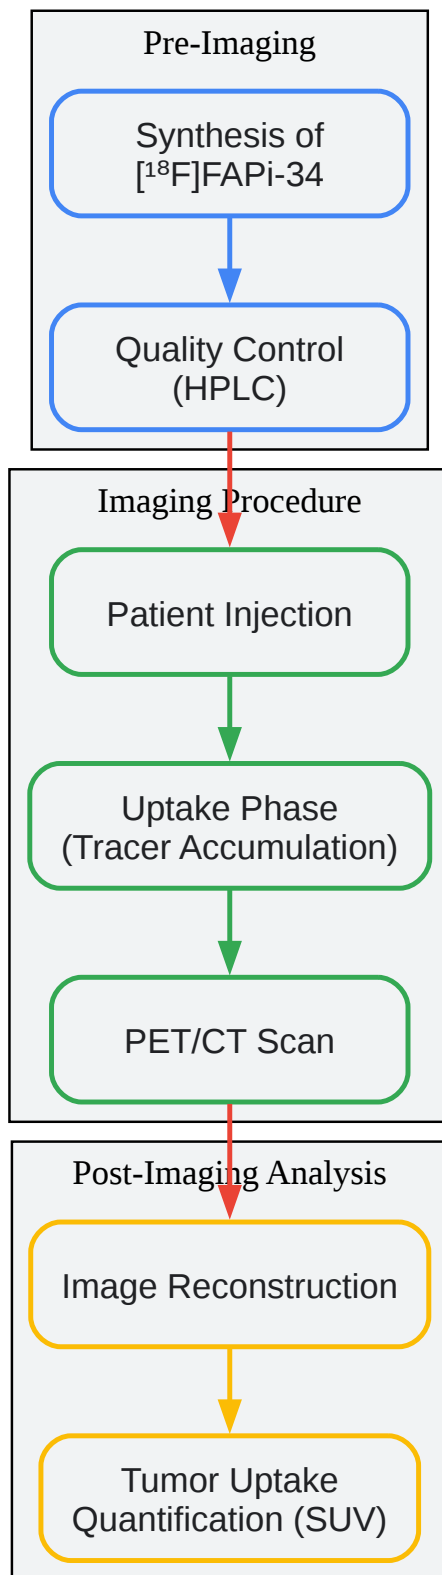 Pre-Imaging
Synthesis of
[¹⁸F]FAPi-34
Quality Control
(HPLC)
Imaging Procedure
Patient Injection
Uptake Phase
(Tracer Accumulation)
PET/CT Scan
Post-Imaging Analysis
Image Reconstruction
Tumor Uptake
Quantification (SUV)